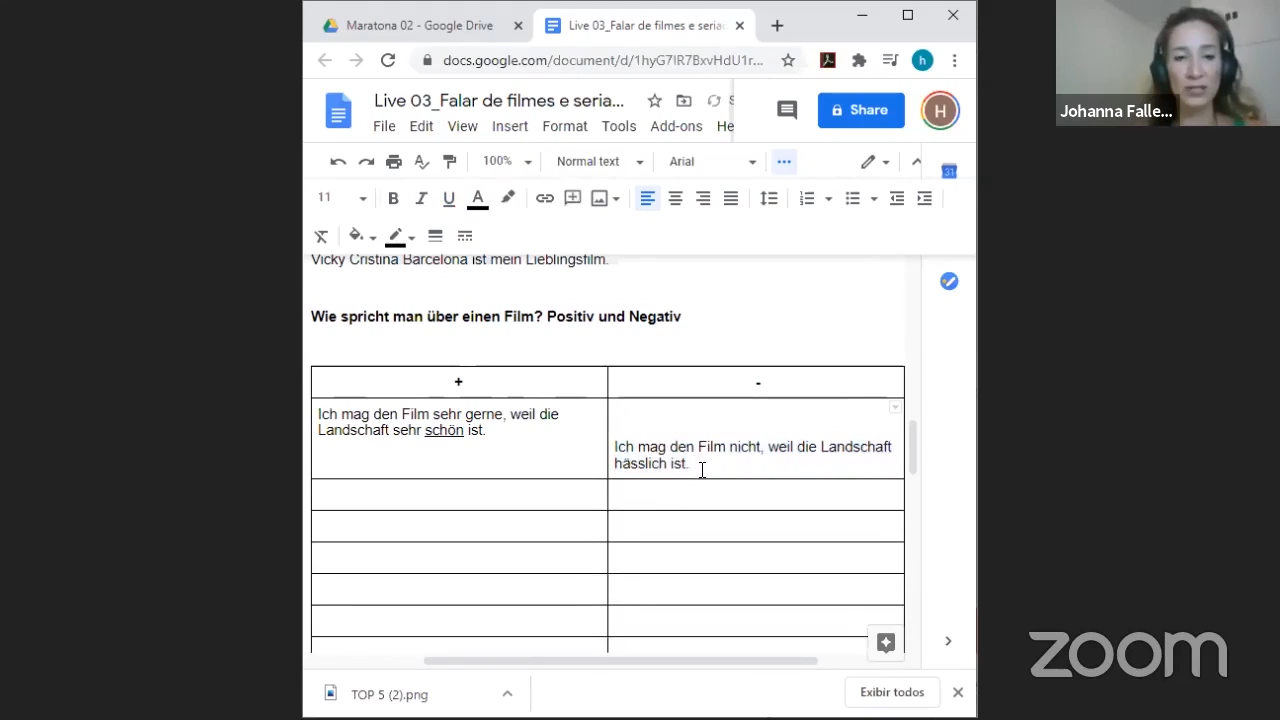 Maratona 02 - Google Drive
Live 03_Falar de filmes e seriac
docs.google.com/document/d/1hyG7IR7BxvHdU1r...
h
Johanna Falle...
Live 03_Falar de filmes e seria...
Share
H
File Edit View Insert Format Tools Add-ons He
100% Normal text Arial
31
11 B I U A
Vicky Cristina Barcelona ist mein Lieblingsfilm.
Wie spricht man über einen Film? Positiv und Negativ
+ -
Ich mag den Film sehr gerne, weil die
Landschaft sehr schön ist.
Ich mag den Film nicht, weil die Landschaft
hässlich ist.
TOP 5 (2).png
Exibir todos
zoom